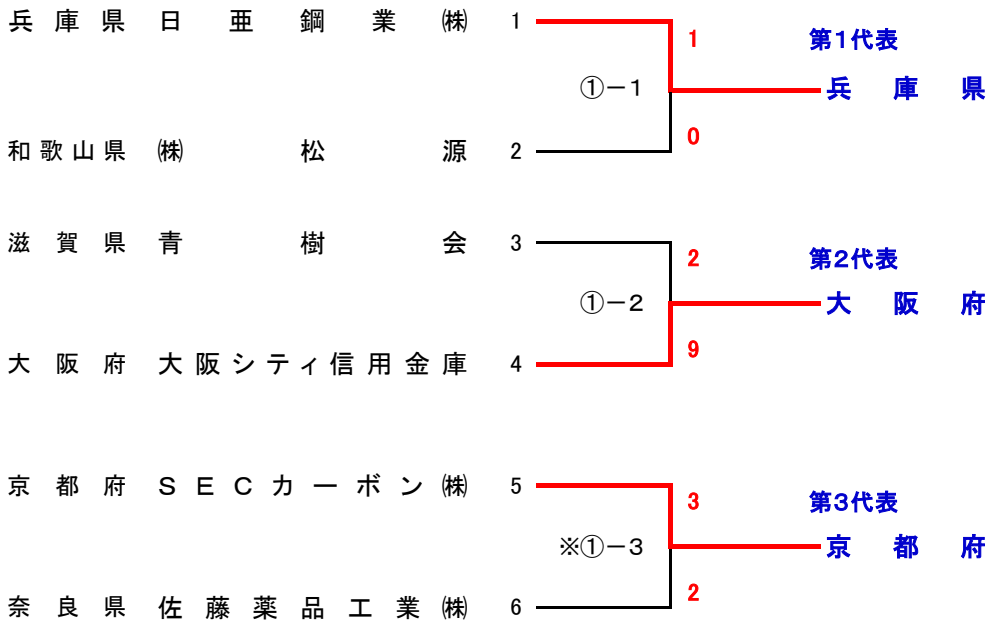 兵庫県 日亜鋼業㈱ 1
1 第1代表
①－1 兵庫県
0
和歌山県 ㈱松源 2
滋賀県 青樹会 3
2 第2代表
①－2 大阪府
9
大阪府 大阪シティ信用金庫 4
京都府 ＳＥＣカーボン㈱ 5
3 第3代表
※①－3 京都府
2
奈良県 佐藤薬品工業㈱ 6